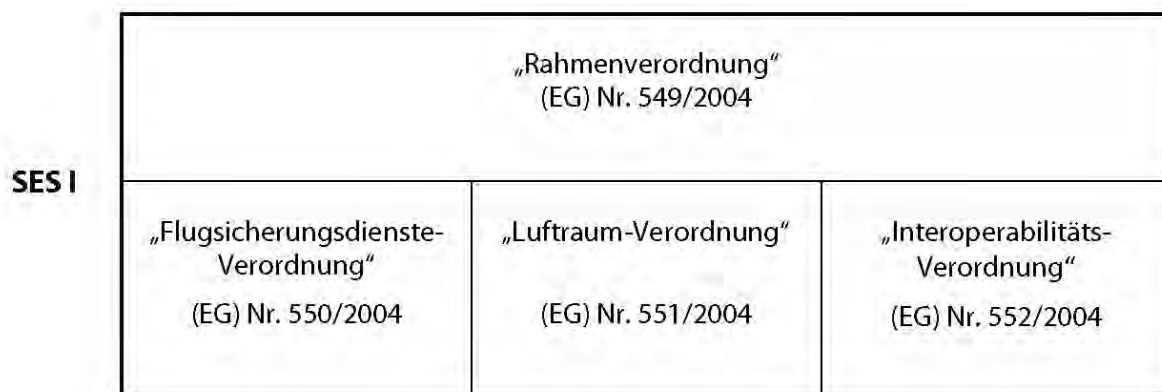 „Rahmenverordnung“
(EG) Nr. 549/2004
SES I
„Flugsicherungsdienste-
Verordnung“
(EG) Nr. 550/2004
„Luftraum-Verordnung“
(EG) Nr. 551/2004
„Interoperabilitäts-
Verordnung“
(EG) Nr. 552/2004